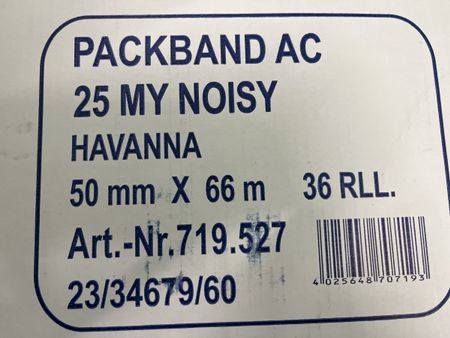 PACKBAND AC
25 MY NOISY
HAVANNA
50 mm X 66 m 36 RLL.
Art.-Nr.719.527
4 025648 707193
23/34679/60